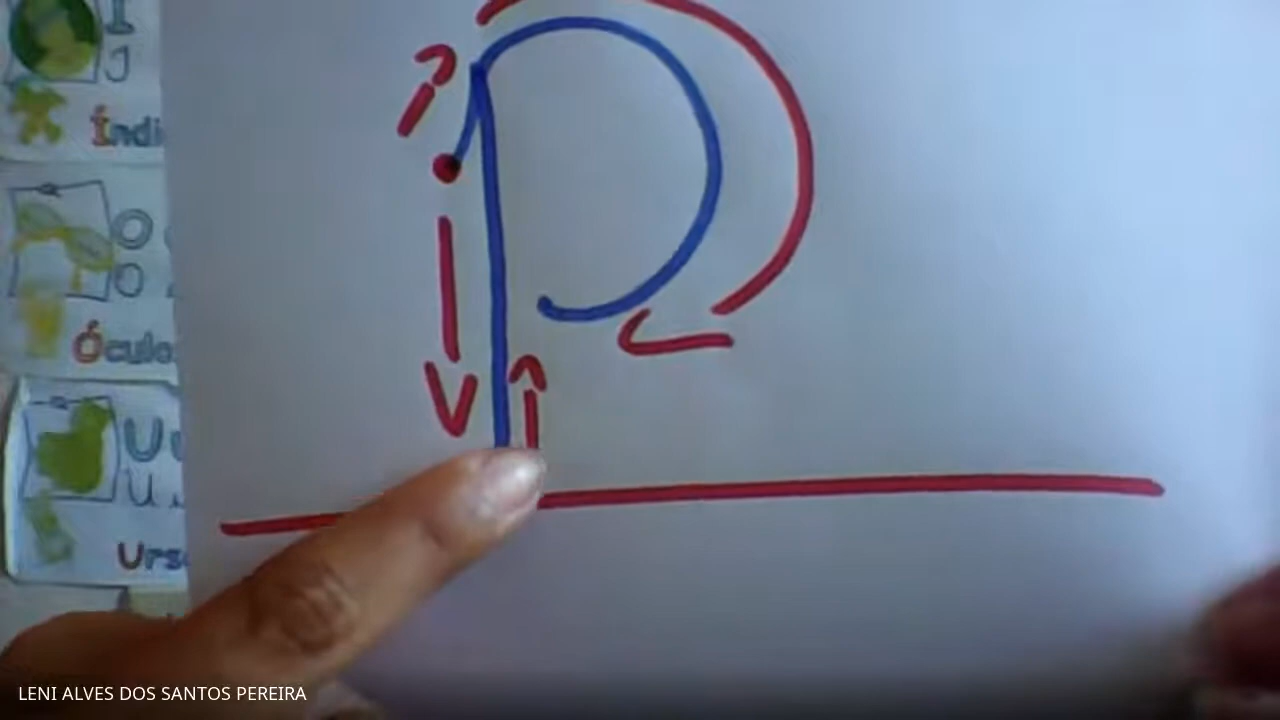 I
J
Índi
O
O
Óculo
P
U u
U u
Urs
LENI ALVES DOS SANTOS PEREIRA